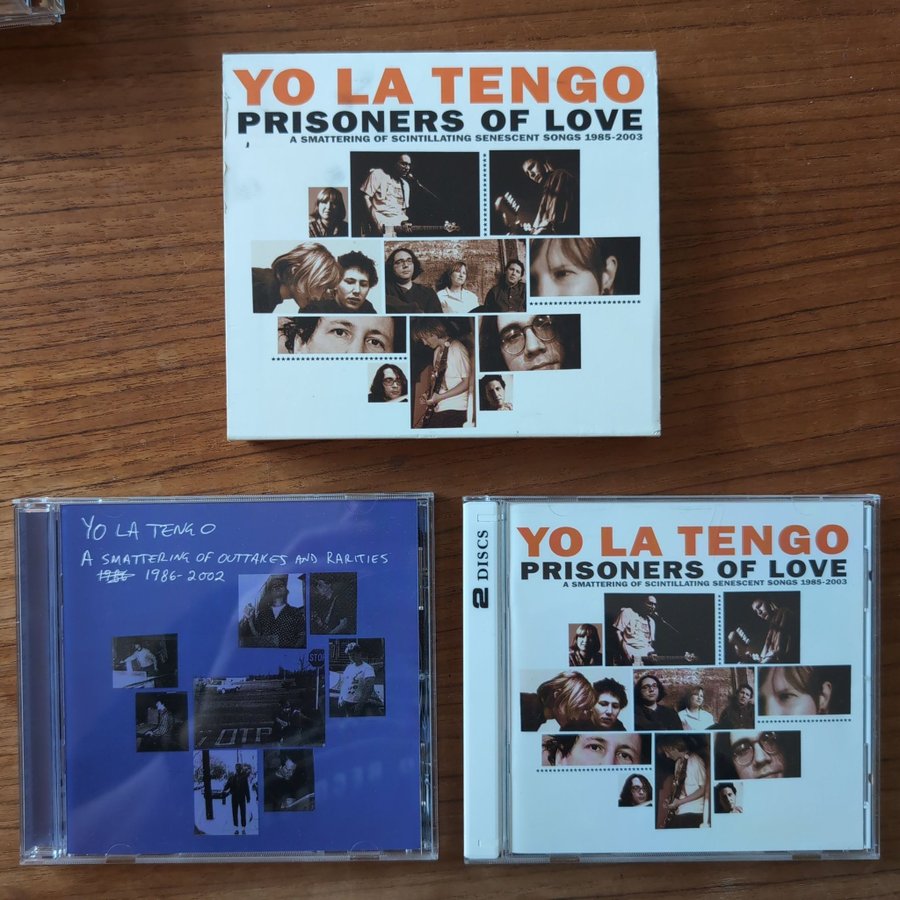 YO LA TENGO
PRISONERS OF LOVE
A SMATTERING OF SCINTILLATING SENESCENT SONGS 1985-2003
YO LA TENGO
A SMATTERING OF OUTTAKES AND RARITIES
1986 1986-2002
STOP
2 DISCS
YO LA TENGO
PRISONERS OF LOVE
A SMATTERING OF SCINTILLATING SENESCENT SONGS 1985-2003